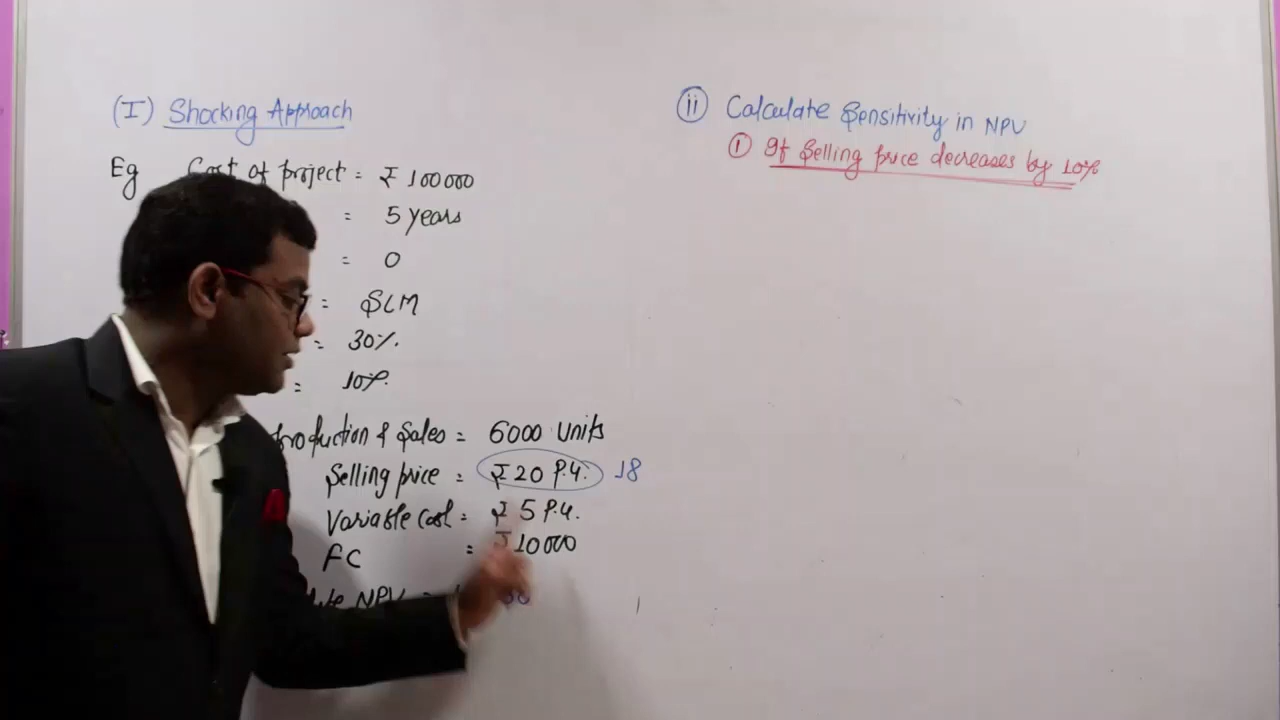 (I) Shocking Approach
Eg Cost of project = ₹ 100000
= 5 years
= 0
= SLM
= 30%.
= 10%.
Production & Sales = 6000 Units
Selling price = ₹ 20 P.U. 18
Variable cost = ₹ 5 P.U.
FC = ₹ 10000
NPV =
(ii) Calculate Sensitivity in NPV
(1) If Selling price decreases by 10%